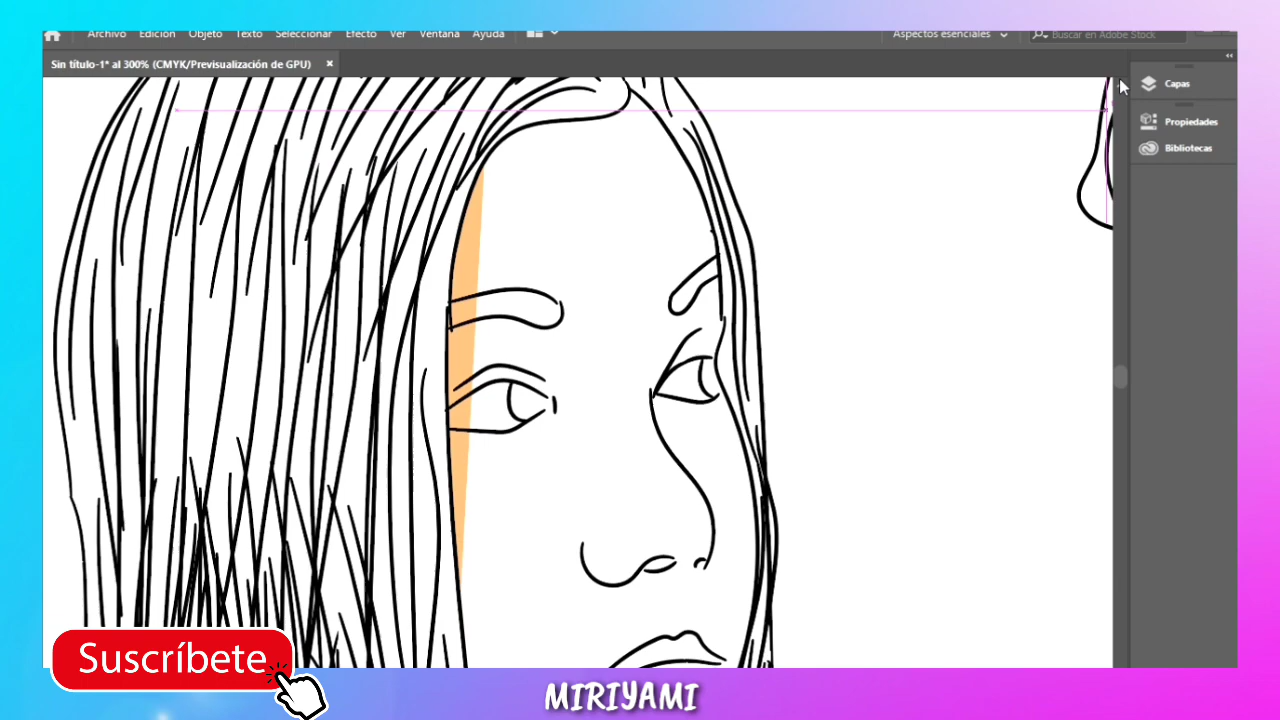 Archivo Edición Objeto Texto Seleccionar Efecto Ver Ventana Ayuda Aspectos esenciales Buscar en Adobe Stock
Sin título-1* al 300% (CMYK/Previsualización de GPU) ×
Capas
Propiedades
Bibliotecas
Suscríbete
MIRIYAMI